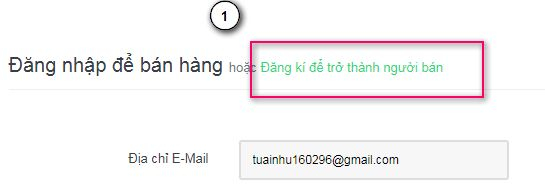 1
Đăng nhập để bán hàng hoặc Đăng kí để trở thành người bán
Địa chỉ E-Mail
tuainhu160296@gmail.com